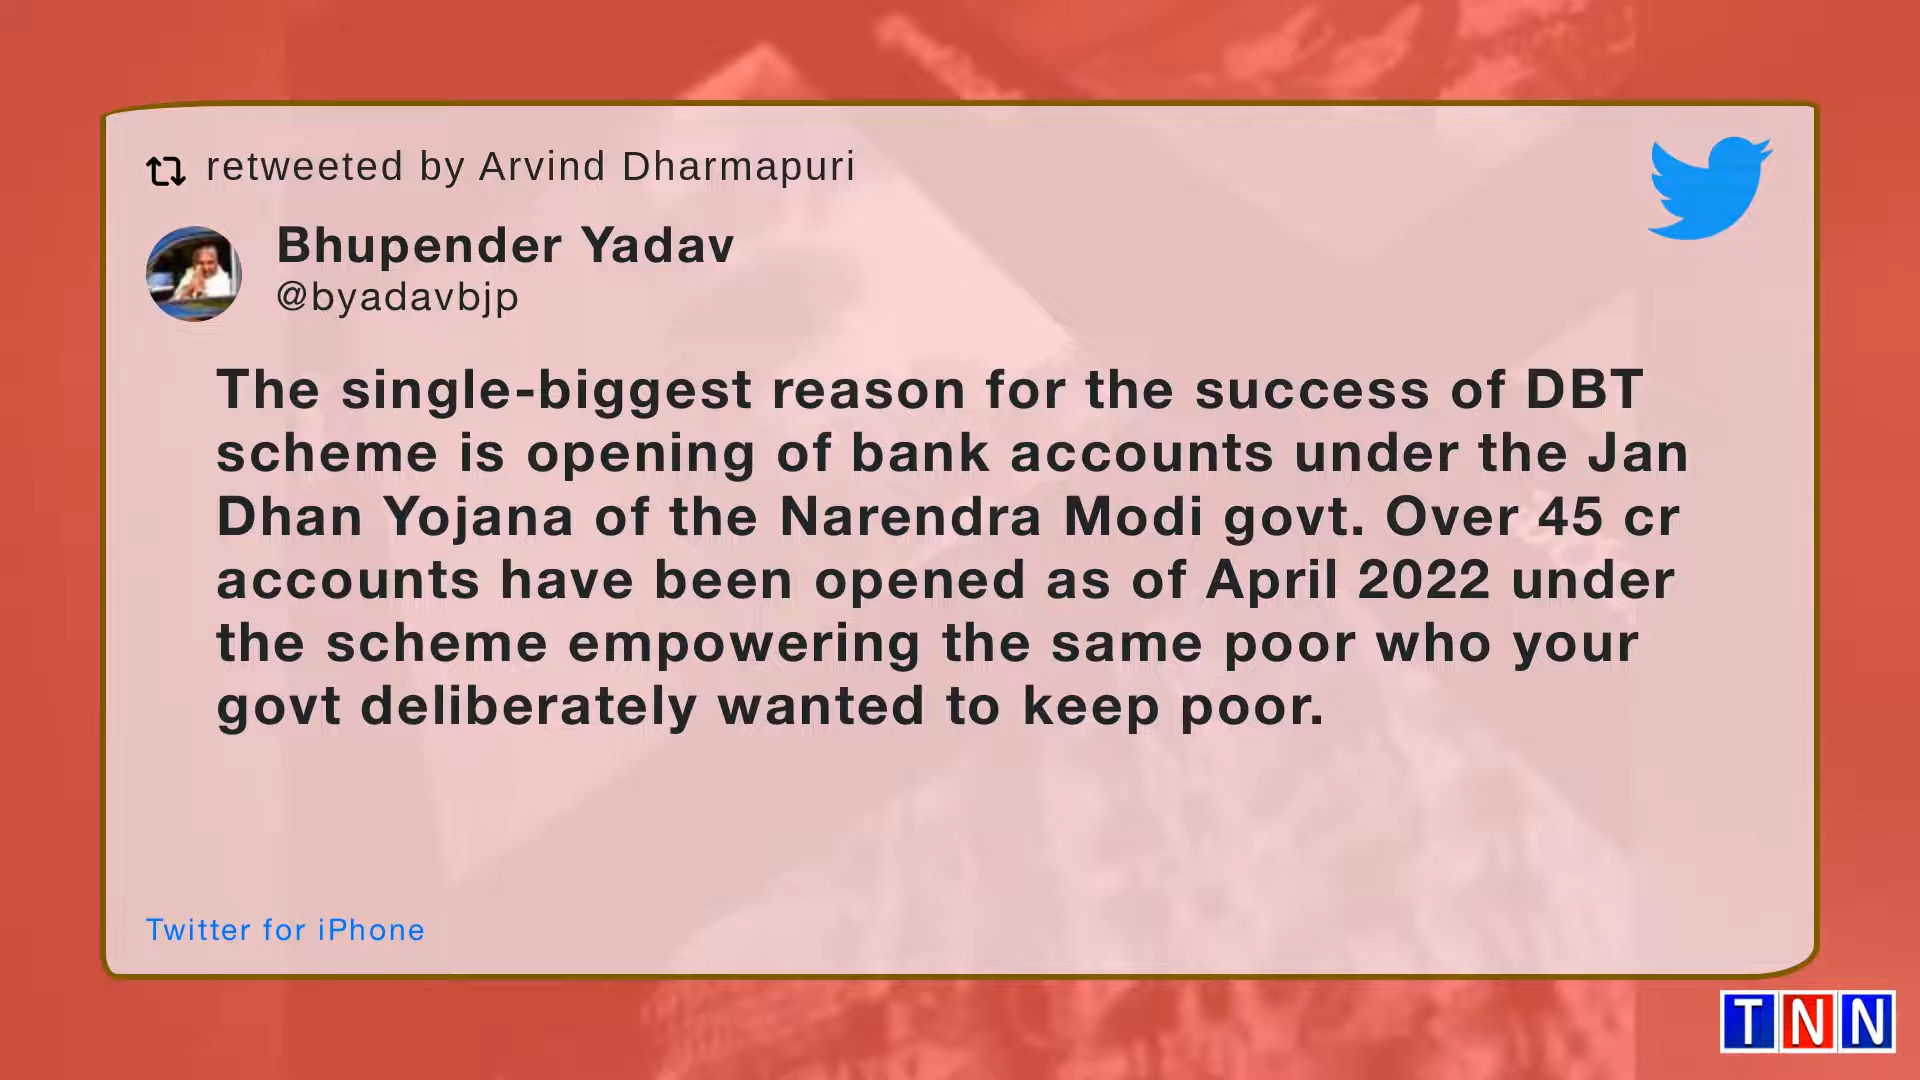 retweeted by Arvind Dharmapuri
Bhupender Yadav
@byadavbjp
The single-biggest reason for the success of DBT
scheme is opening of bank accounts under the Jan
Dhan Yojana of the Narendra Modi govt. Over 45 cr
accounts have been opened as of April 2022 under
the scheme empowering the same poor who your
govt deliberately wanted to keep poor.
Twitter for iPhone
TNN